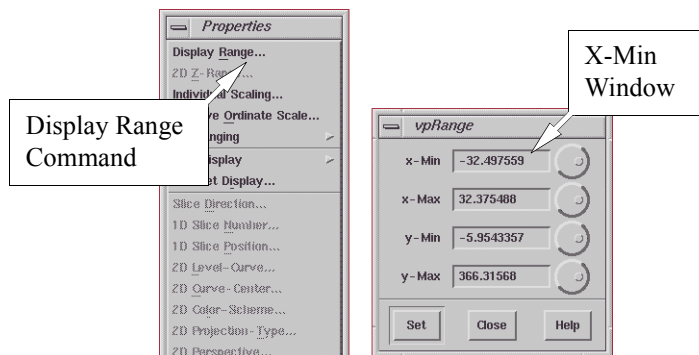 Properties
Display Range...
2D Z-Ra
Individual Scaling...
ve Ordinate Scale...
anging
isplay
et Display...
Slice Direction...
1D Slice Number...
1D Slice Position...
2D Level-Curve...
2D Curve-Center...
2D Color-Scheme...
2D Projection-Type...
2D Perspective...
Display Range
Command
X-Min
Window
vpRange
x-Min -32.497559
x-Max 32.375488
y-Min -5.9543357
y-Max 366.31568
Set Close Help